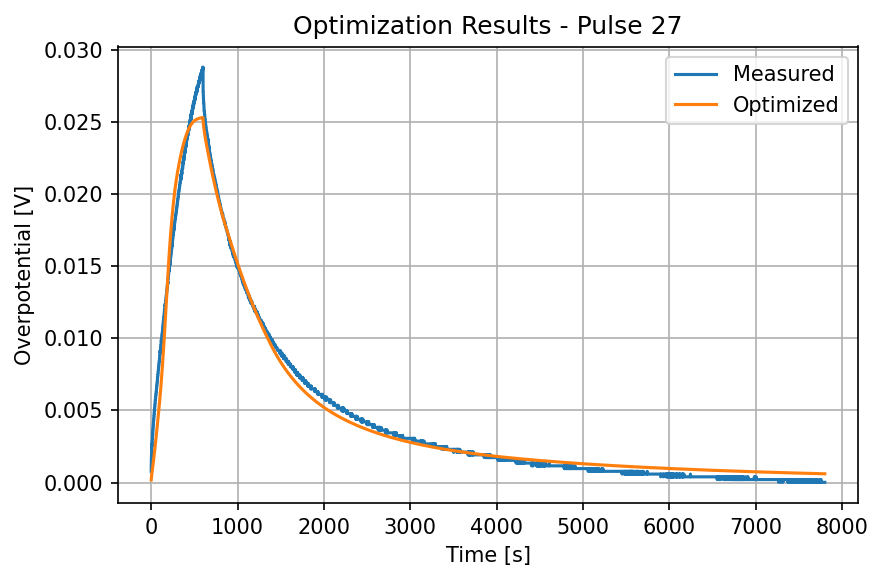 Optimization Results - Pulse 27
Measured
Optimized
Overpotential [V]
0.030
0.025
0.020
0.015
0.010
0.005
0.000
0 1000 2000 3000 4000 5000 6000 7000 8000
Time [s]